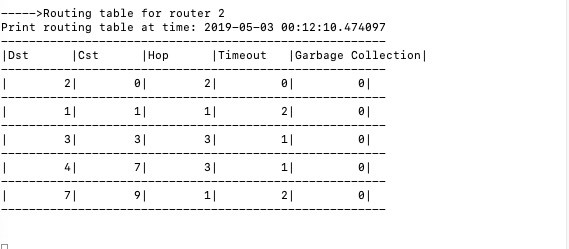 ----->Routing table for router 2
Print routing table at time: 2019-05-03 00:12:10.474097
-------------------------------------------------------
|Dst      |Cst      |Hop      |Timeout   |Garbage Collection|
-------------------------------------------------------
|        2|        0|        2|         0|         0|
-------------------------------------------------------
|        1|        1|        1|         2|         0|
-------------------------------------------------------
|        3|        3|        3|         1|         0|
-------------------------------------------------------
|        4|        7|        3|         1|         0|
-------------------------------------------------------
|        7|        9|        1|         2|         0|
-------------------------------------------------------